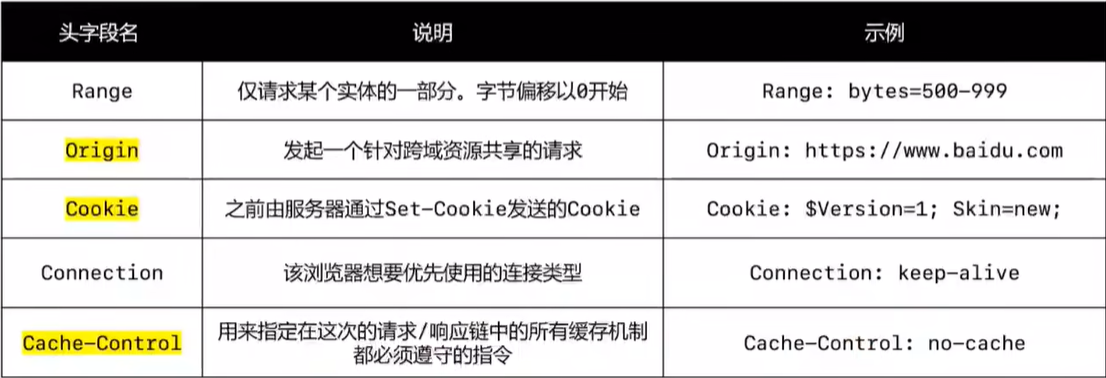 头字段名 说明 示例
Range 仅请求某个实体的一部分。字节偏移以0开始 Range: bytes=500-999
Origin 发起一个针对跨域资源共享的请求 Origin: https://www.baidu.com
Cookie 之前由服务器通过Set-Cookie发送的Cookie Cookie: $Version=1; Skin=new;
Connection 该浏览器想要优先使用的连接类型 Connection: keep-alive
Cache-Control 用来指定在这次的请求/响应链中的所有缓存机制 Cache-Control: no-cache
都必须遵守的指令